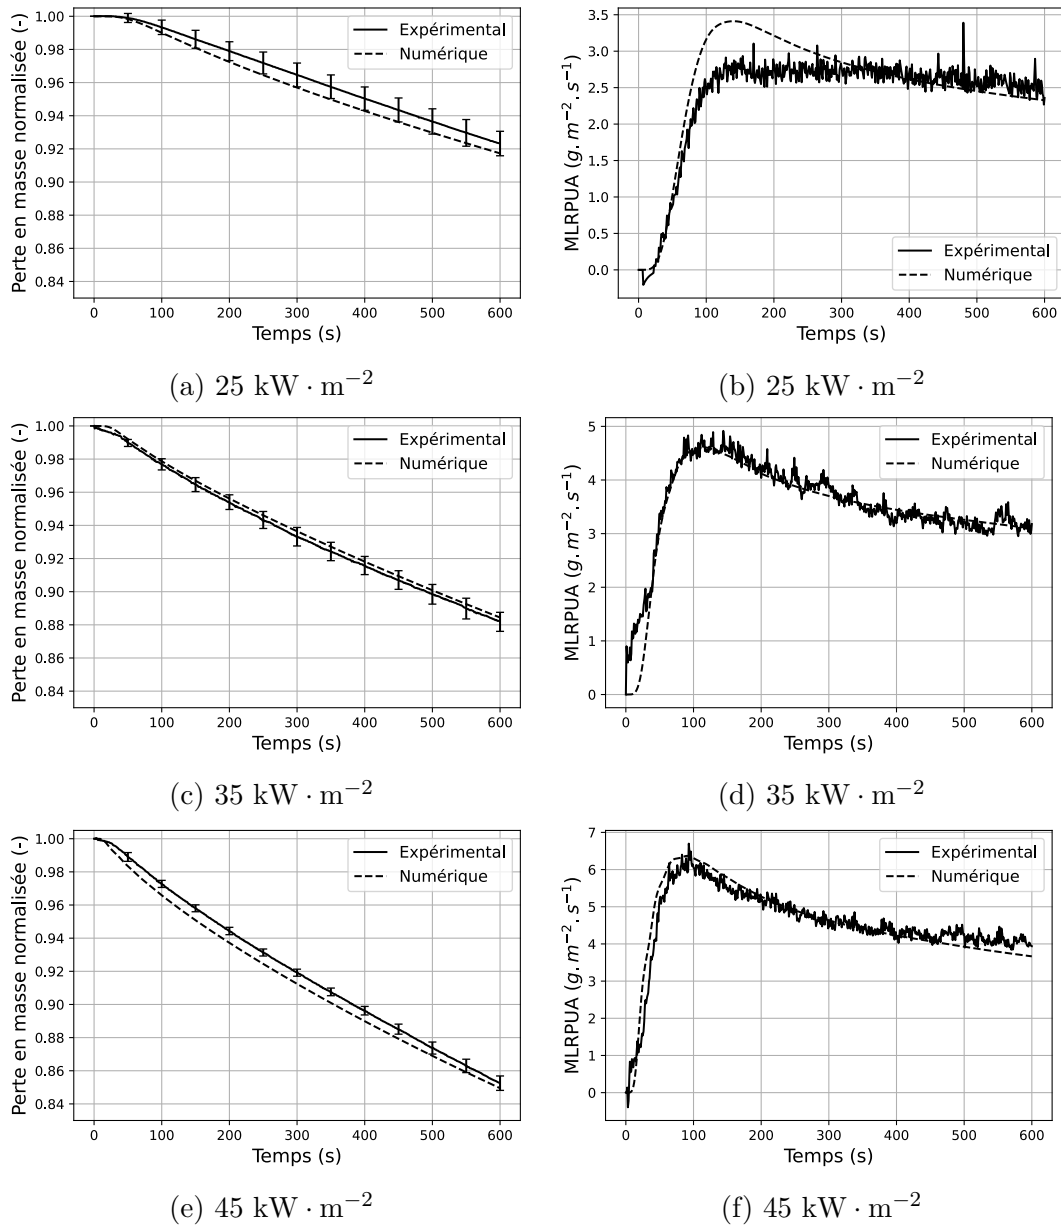 1.00
0.98
0.96
0.94
0.92
0.90
0.88
0.86
0.84
Perte en masse normalisée (-)
Expérimental
Numérique
0 100 200 300 400 500 600
Temps (s)
(a) 25 kW · m⁻²
3.5
3.0
2.5
2.0
1.5
1.0
0.5
0.0
MLRPUA (g.m⁻².s⁻¹)
Expérimental
Numérique
0 100 200 300 400 500 600
Temps (s)
(b) 25 kW · m⁻²
1.00
0.98
0.96
0.94
0.92
0.90
0.88
0.86
0.84
Perte en masse normalisée (-)
Expérimental
Numérique
0 100 200 300 400 500 600
Temps (s)
(c) 35 kW · m⁻²
5
4
3
2
1
0
MLRPUA (g.m⁻².s⁻¹)
Expérimental
Numérique
0 100 200 300 400 500 600
Temps (s)
(d) 35 kW · m⁻²
1.00
0.98
0.96
0.94
0.92
0.90
0.88
0.86
0.84
Perte en masse normalisée (-)
Expérimental
Numérique
0 100 200 300 400 500 600
Temps (s)
(e) 45 kW · m⁻²
7
6
5
4
3
2
1
0
MLRPUA (g.m⁻².s⁻¹)
Expérimental
Numérique
0 100 200 300 400 500 600
Temps (s)
(f) 45 kW · m⁻²